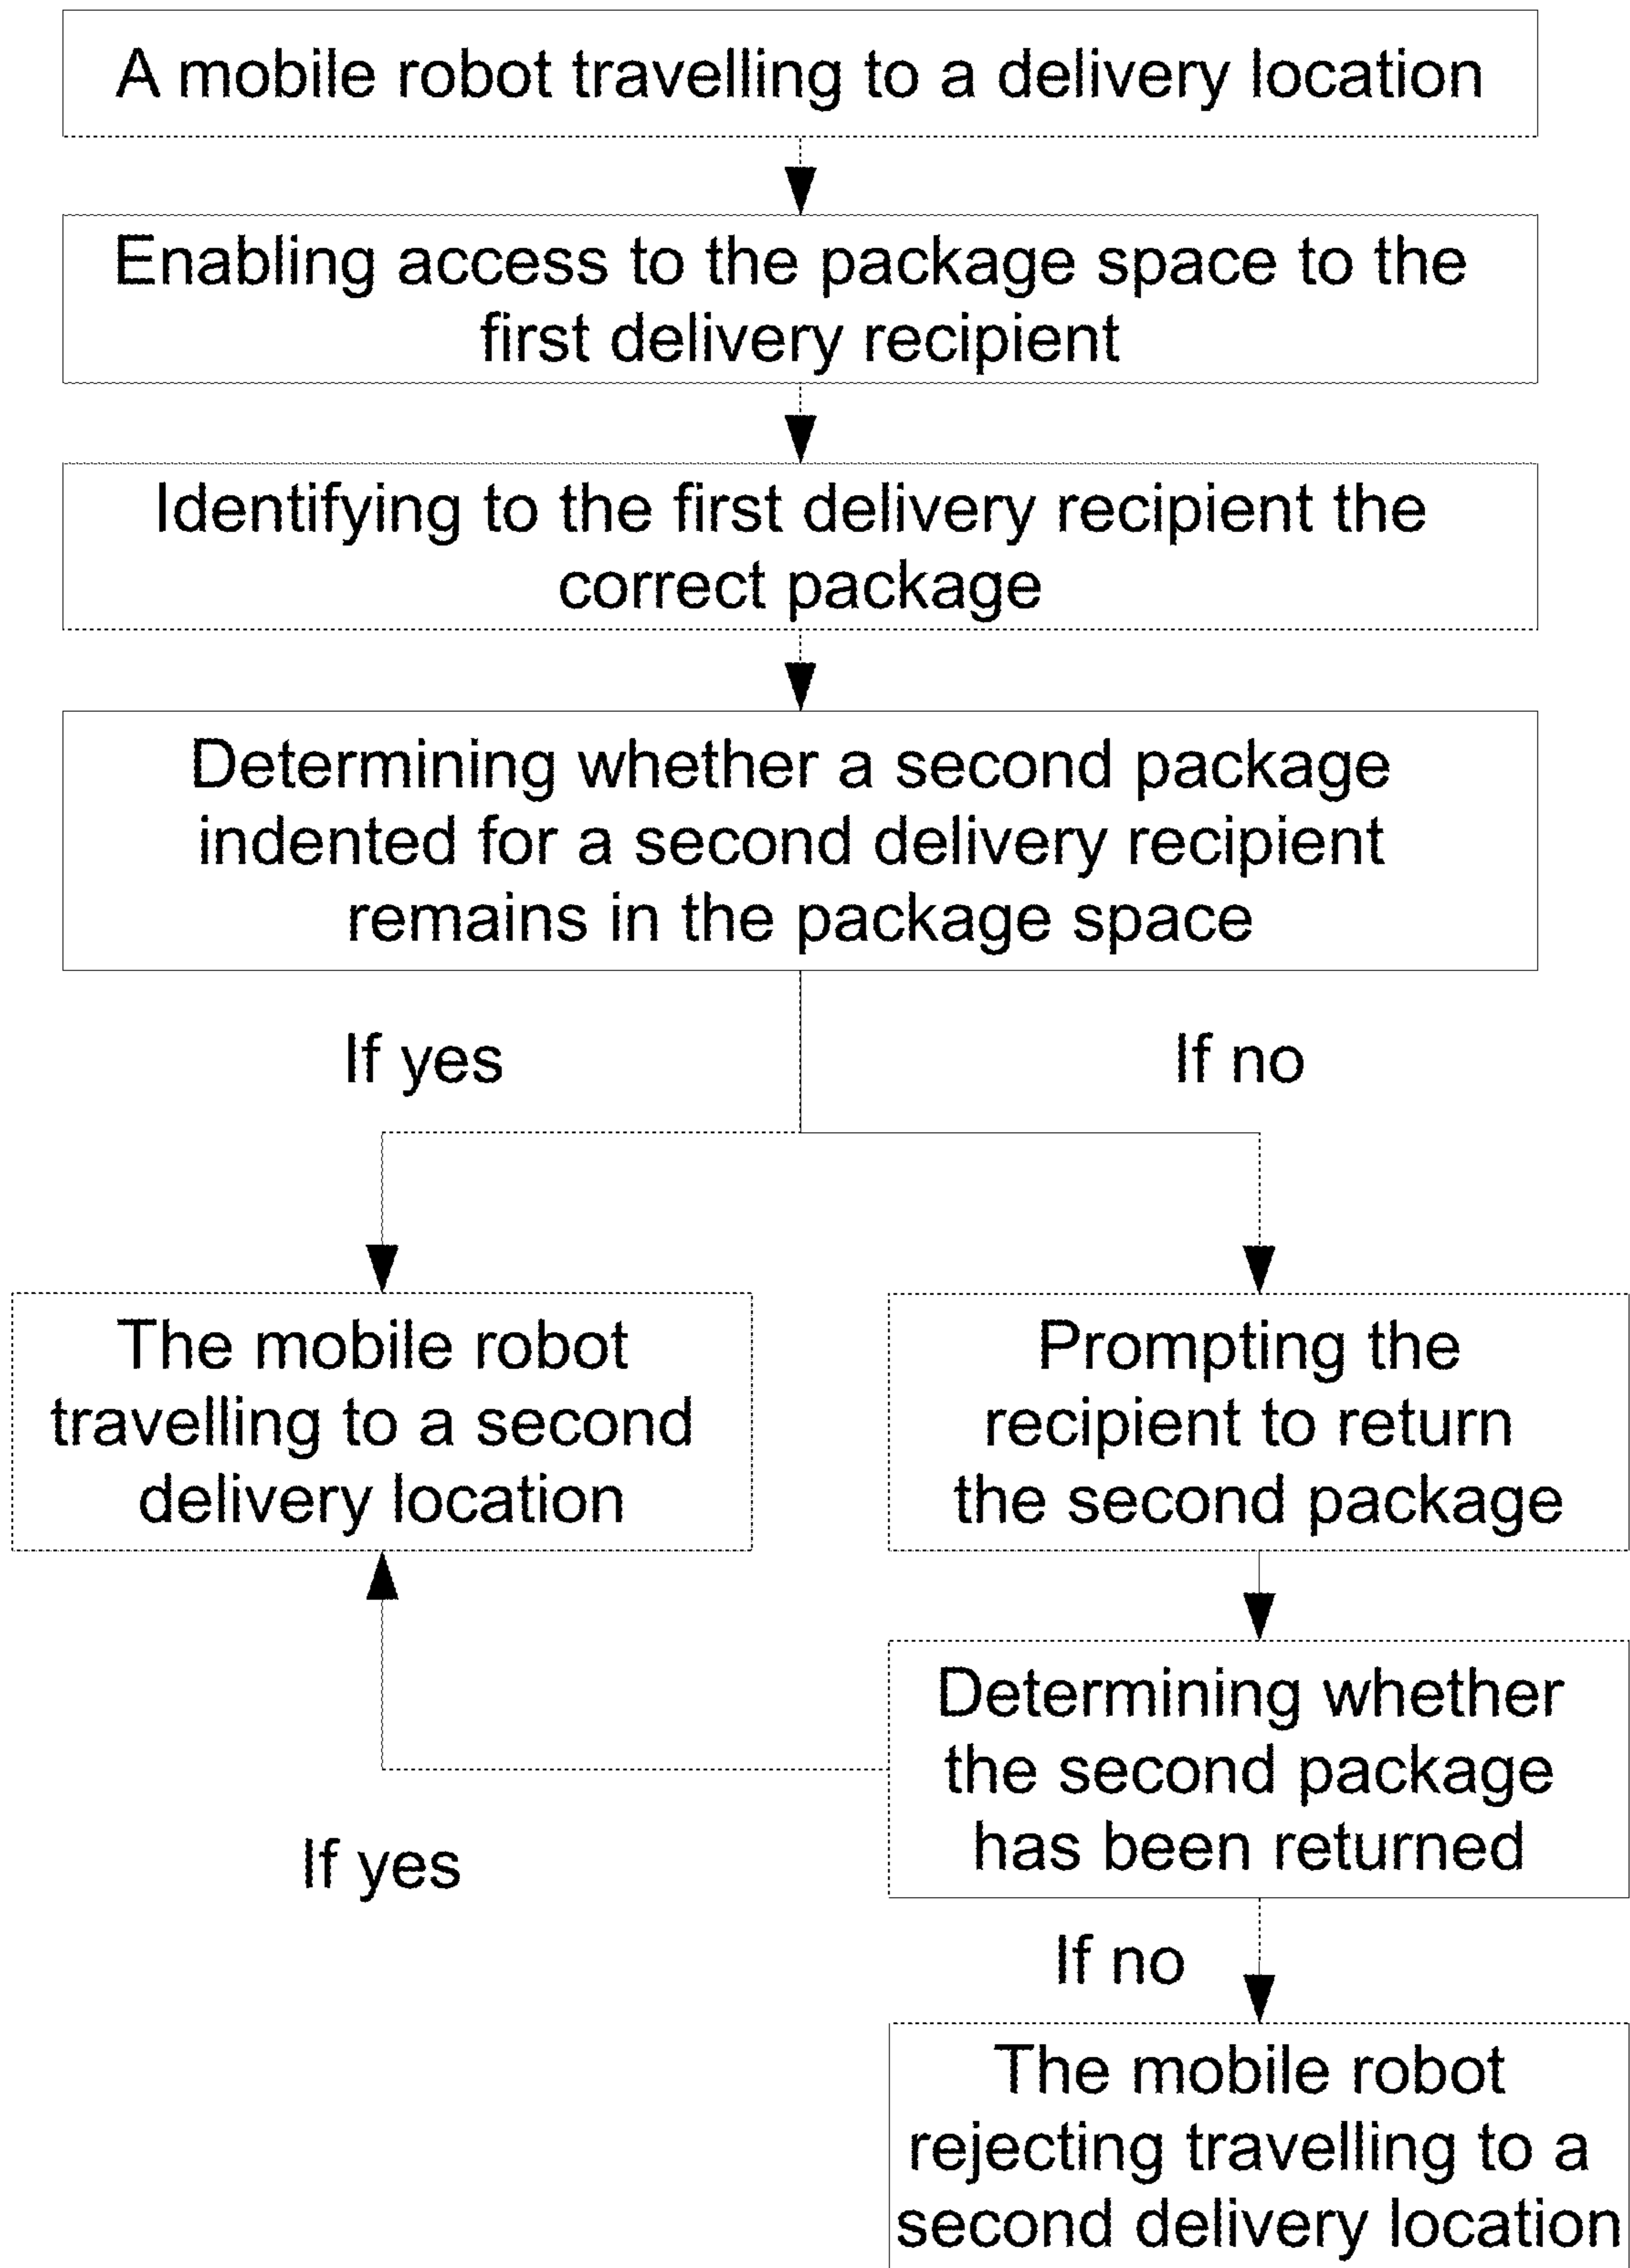 A mobile robot travelling to a delivery location
Enabling access to the package space to the
first delivery recipient
Identifying to the first delivery recipient the
correct package
Determining whether a second package
indented for a second delivery recipient
remains in the package space
If yes
If no
The mobile robot
travelling to a second
delivery location
Prompting the
recipient to return
the second package
Determining whether
the second package
has been returned
If yes
If no
The mobile robot
rejecting travelling to a
second delivery location